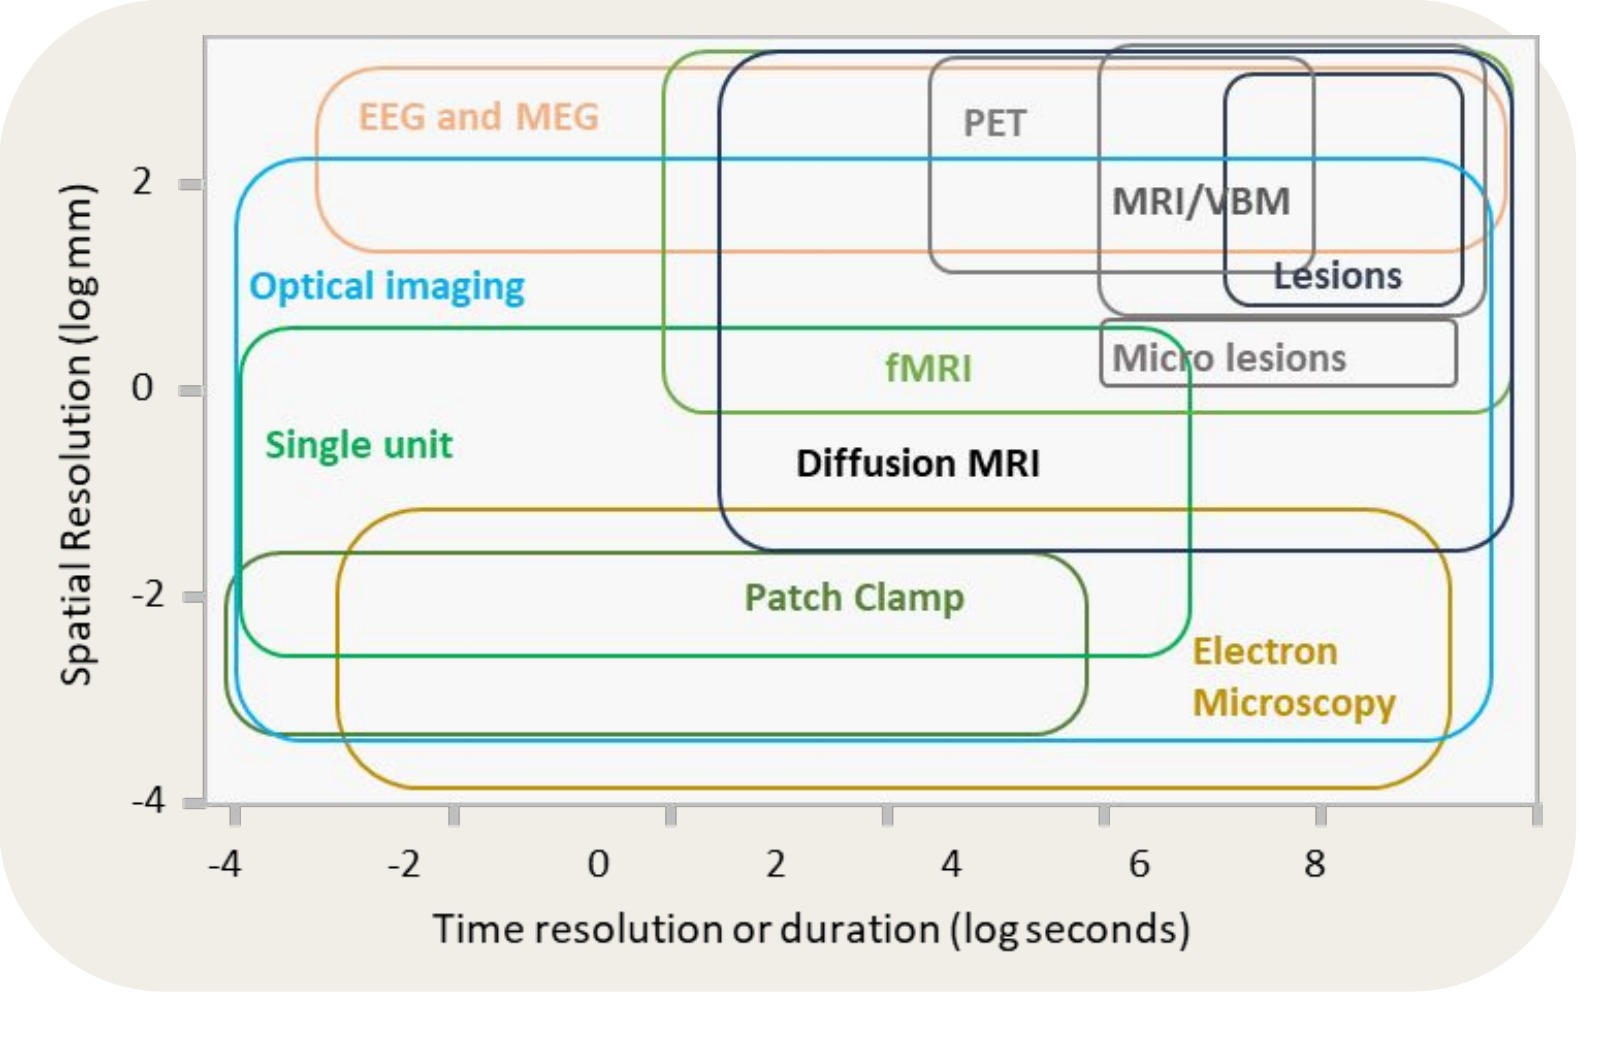 EEG and MEG
PET
2
MRI/VBM
Optical imaging
Lesions
Micro lesions
fMRI
0
Single unit
Diffusion MRI
Spatial Resolution (log mm)
-2
Patch Clamp
Electron
Microscopy
-4
-4 -2 0 2 4 6 8
Time resolution or duration (log seconds)